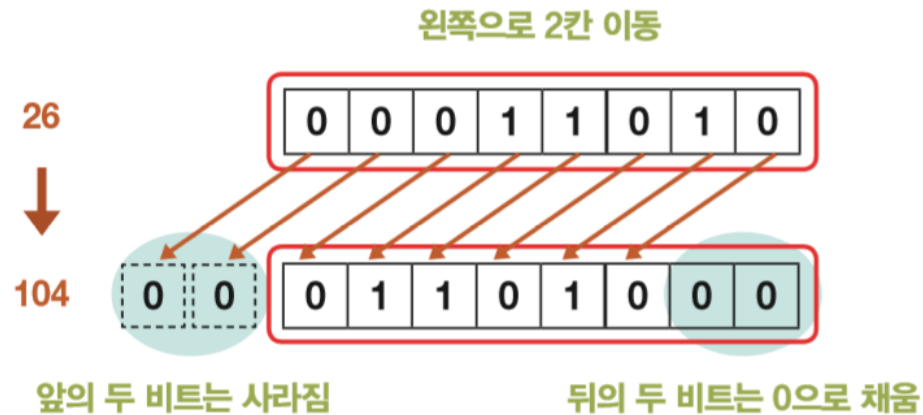 왼쪽으로 2칸 이동
26 0 0 0 1 1 0 1 0
104 0 0 0 1 1 0 1 0 0 0
앞의 두 비트는 사라짐 뒤의 두 비트는 0으로 채움